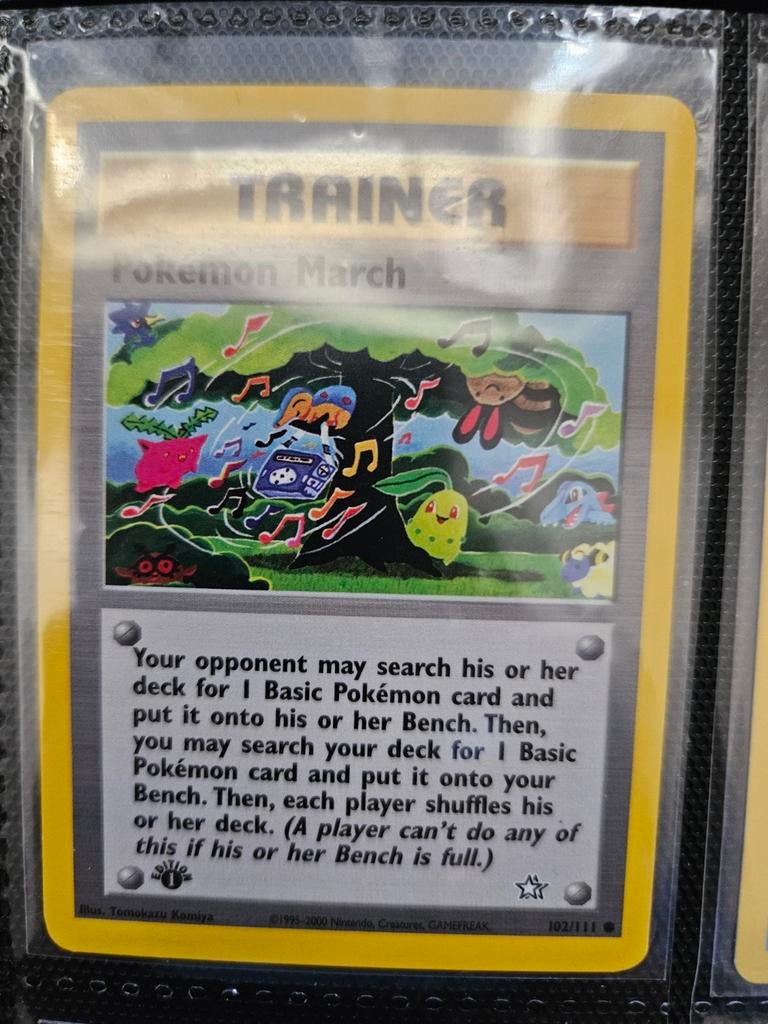 TRAINER
Pokémon March
Your opponent may search his or her
deck for 1 Basic Pokémon card and
put it onto his or her Bench. Then,
you may search your deck for 1 Basic
Pokémon card and put it onto your
Bench. Then, each player shuffles his
or her deck. (A player can't do any of
this if his or her Bench is full.)
EDITION
1
Illus. Tomokazu Komiya
©1995-2000 Nintendo, Creatures, GAMEFREAK.
102/111